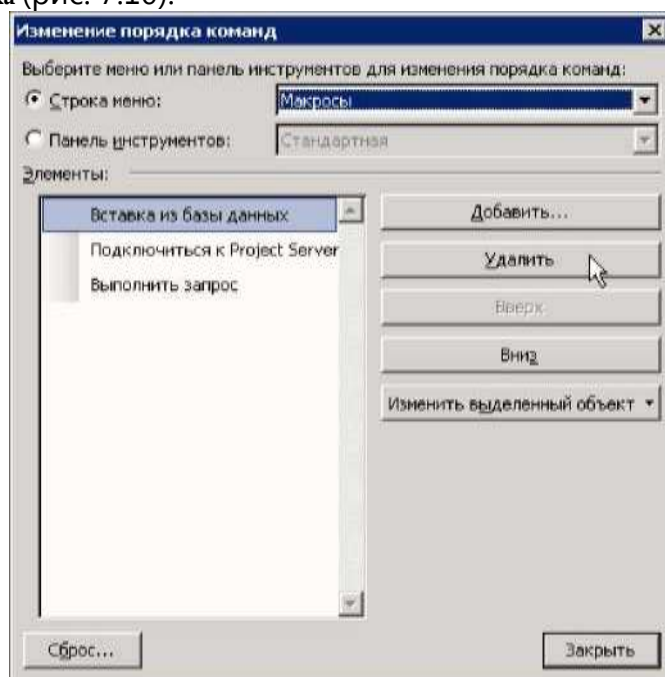 ка (рис. 7.16).
Изменение порядка команд
Выберите меню или панель инструментов для изменения порядка команд:
Строка меню: Макросы
Панель инструментов: Стандартная
Элементы:
Вставка из базы данных
Подключиться к Project Server
Выполнить запрос
Добавить...
Удалить
Вверх
Вниз
Изменить выделенный объект
Сброс...
Закрыть